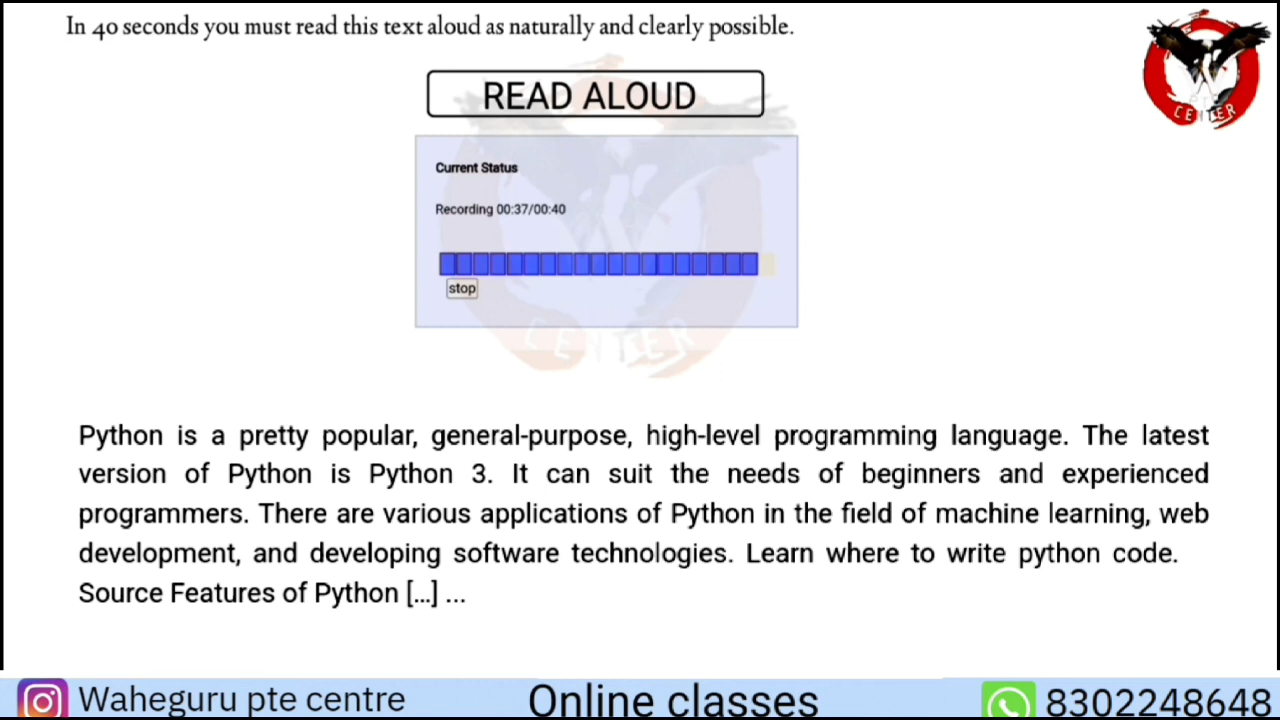 In 40 seconds you must read this text aloud as naturally and clearly possible.
READ ALOUD
CENTER
Current Status
Recording 00:37/00:40
stop
CENTER
Python is a pretty popular, general-purpose, high-level programming language. The latest
version of Python is Python 3. It can suit the needs of beginners and experienced
programmers. There are various applications of Python in the field of machine learning, web
development, and developing software technologies. Learn where to write python code.
Source Features of Python [...] ...
Waheguru pte centre
Online classes
8302248648